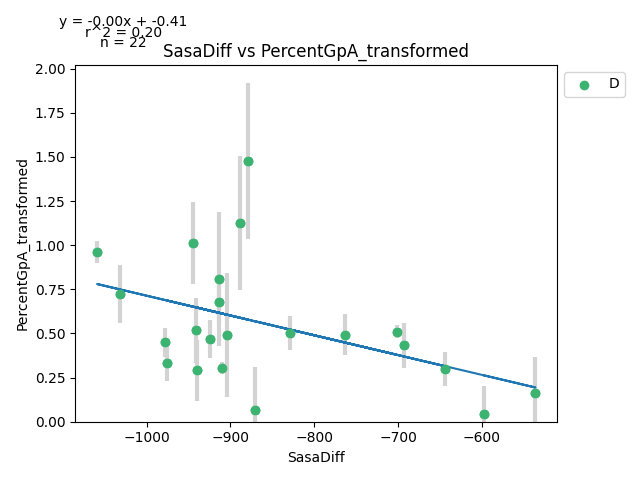 y = -0.00x + -0.41
r^2 = 0.20
n = 22
SasaDiff vs PercentGpA_transformed
D
2.00
1.75
1.50
1.25
1.00
0.75
0.50
0.25
0.00
PercentGpA_transformed
−1000
−900
−800
−700
−600
SasaDiff